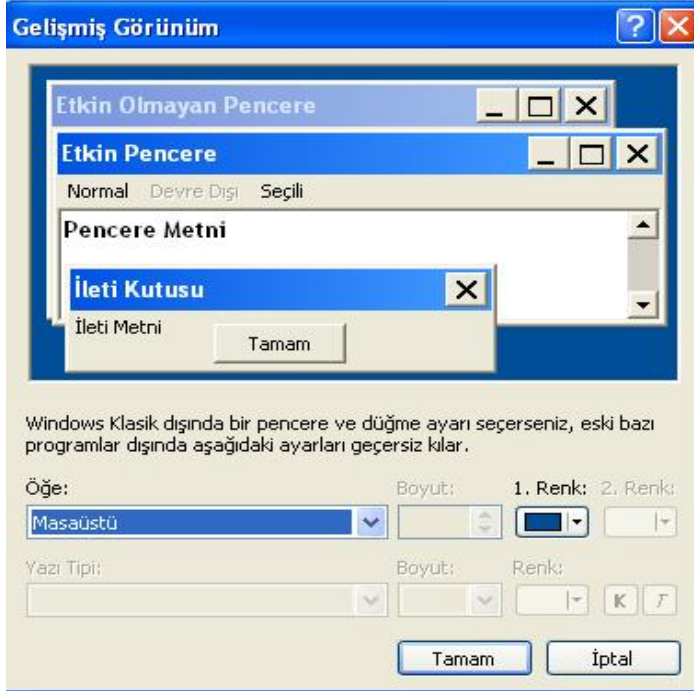 Gelişmiş Görünüm
Etkin Olmayan Pencere
Etkin Pencere
Normal Devre Dışı Seçili
Pencere Metni
İleti Kutusu
İleti Metni
Tamam
Windows Klasik dışında bir pencere ve düğme ayarı seçerseniz, eski bazı
programlar dışında aşağıdaki ayarları geçersiz kılar.
Öğe: Boyut: 1. Renk: 2. Renk:
Masaüstü
Yazı Tipi: Boyut: Renk:
K T
Tamam İptal